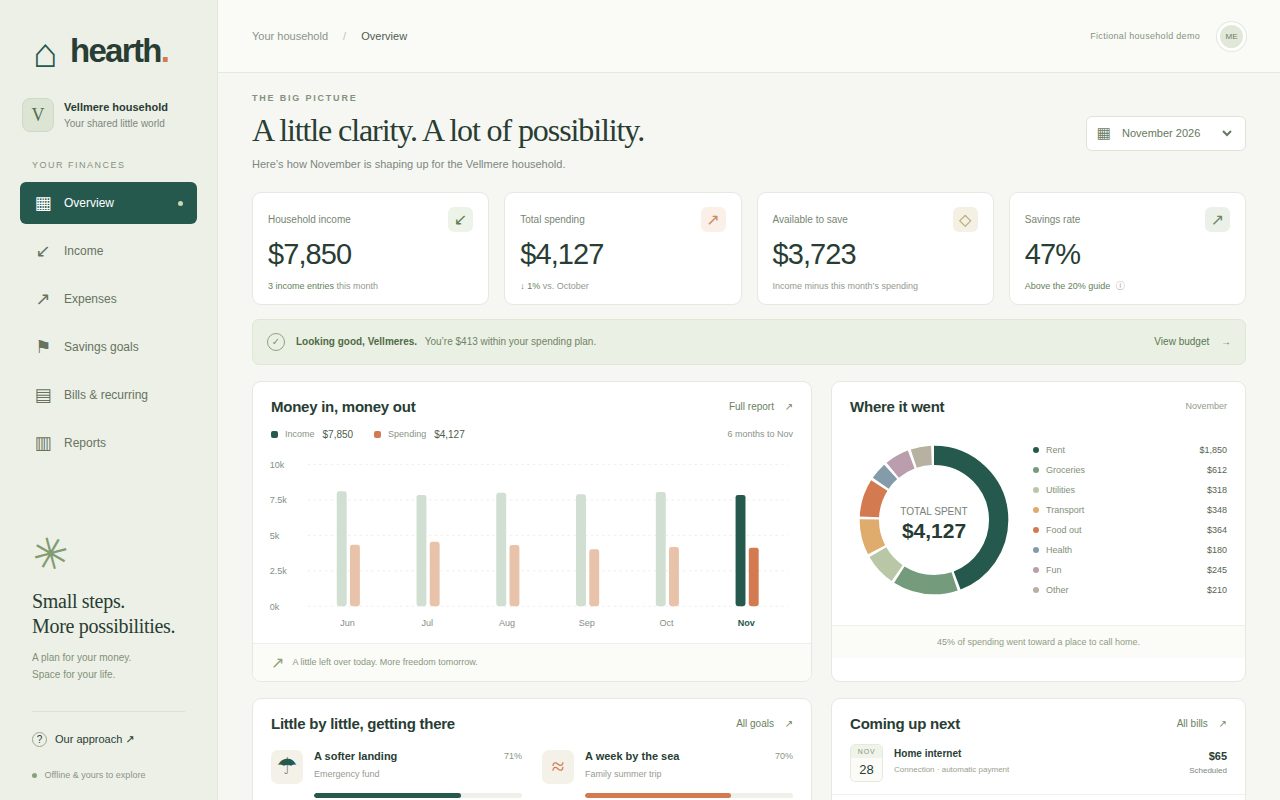 hearth.
V
Vellmere household
Your shared little world
YOUR FINANCES
Overview
Income
Expenses
Savings goals
Bills & recurring
Reports
Small steps.
More possibilities.
A plan for your money.
Space for your life.
? Our approach ↗
Offline & yours to explore
Your household / Overview
Fictional household demo
ME
THE BIG PICTURE
A little clarity. A lot of possibility.
Here's how November is shaping up for the Vellmere household.
November 2026
Household income
$7,850
3 income entries this month
Total spending
$4,127
↓ 1% vs. October
Available to save
$3,723
Income minus this month's spending
Savings rate
47%
Above the 20% guide ⓘ
Looking good, Vellmeres. You're $413 within your spending plan.
View budget →
Money in, money out
Full report ↗
Income $7,850 Spending $4,127
6 months to Nov
10k
7.5k
5k
2.5k
0k
Jun Jul Aug Sep Oct Nov
A little left over today. More freedom tomorrow.
Where it went
November
TOTAL SPENT
$4,127
Rent $1,850
Groceries $612
Utilities $318
Transport $348
Food out $364
Health $180
Fun $245
Other $210
45% of spending went toward a place to call home.
Little by little, getting there
All goals ↗
A softer landing 71%
Emergency fund
A week by the sea 70%
Family summer trip
Coming up next
All bills ↗
NOV
28
Home internet
Connection · automatic payment
$65
Scheduled